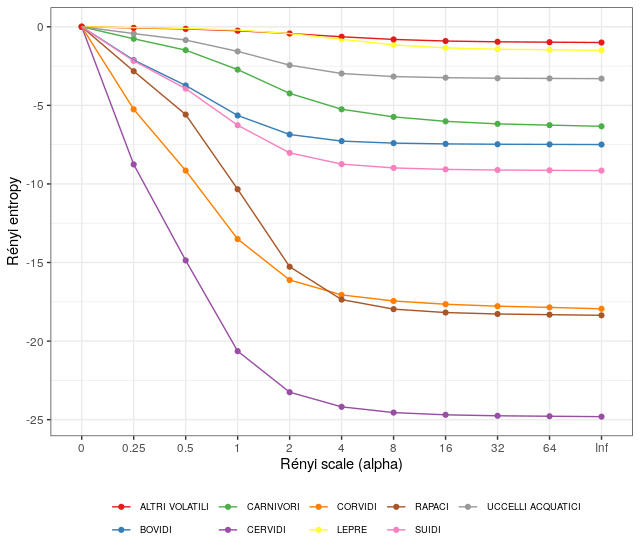 0
-5
-10
-15
-20
-25
Rényi entropy
0 0.25 0.5 1 2 4 8 16 32 64 Inf
Rényi scale (alpha)
ALTRI VOLATILI CARNIVORI CORVIDI RAPACI UCCELLI ACQUATICI
BOVIDI CERVIDI LEPRE SUIDI